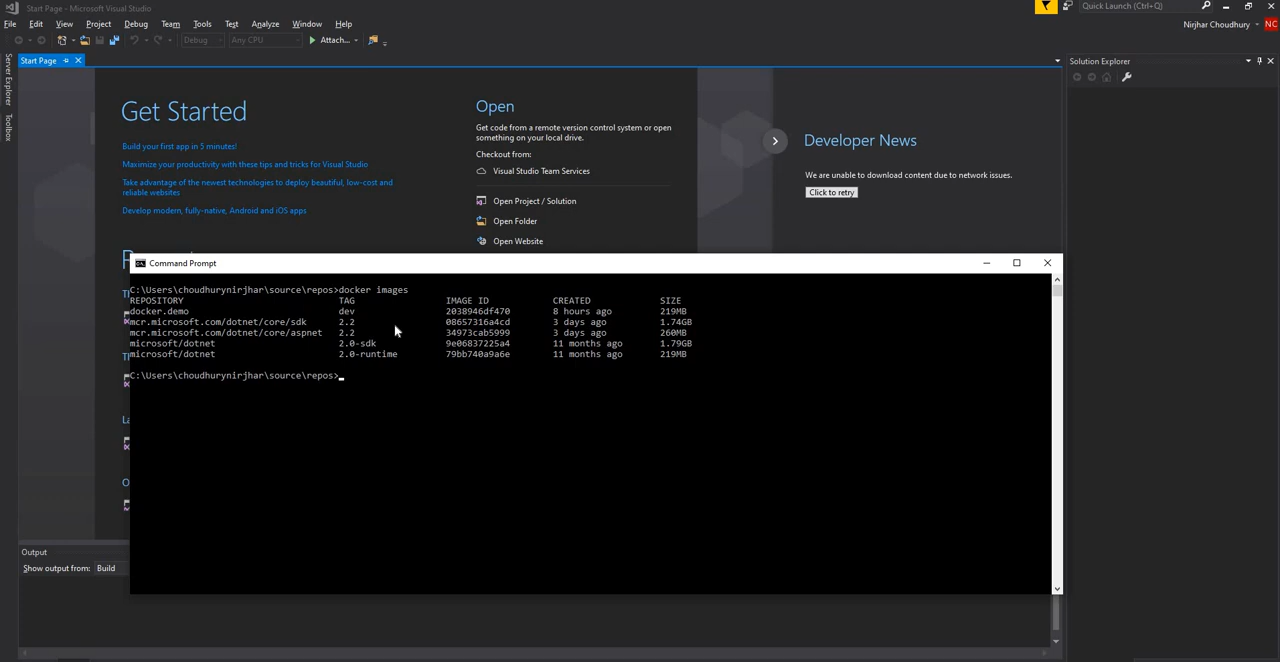 Start Page - Microsoft Visual Studio
Quick Launch (Ctrl+Q)
File Edit View Project Debug Team Tools Test Analyze Window Help
Nirjhar Choudhury NC
Debug Any CPU Attach...
Server Explorer
Toolbox
Start Page
Solution Explorer
Get Started
Build your first app in 5 minutes!
Maximize your productivity with these tips and tricks for Visual Studio
Take advantage of the newest technologies to deploy beautiful, low-cost and
reliable websites
Develop modern, fully-native, Android and iOS apps
Open
Get code from a remote version control system or open
something on your local drive.
Checkout from:
Visual Studio Team Services
Open Project / Solution
Open Folder
Open Website
Developer News
We are unable to download content due to network issues.
Click to retry
Command Prompt
C:\Users\choudhurynirjhar\source\repos>docker images
REPOSITORY TAG IMAGE ID CREATED SIZE
docker.demo dev 2038946df470 8 hours ago 219MB
mcr.microsoft.com/dotnet/core/sdk 2.2 08657316a4cd 3 days ago 1.74GB
mcr.microsoft.com/dotnet/core/aspnet 2.2 34973cab5999 3 days ago 260MB
microsoft/dotnet 2.0-sdk 9e06837225a4 11 months ago 1.79GB
microsoft/dotnet 2.0-runtime 79bb740a9a6e 11 months ago 219MB
C:\Users\choudhurynirjhar\source\repos>
Output
Show output from: Build